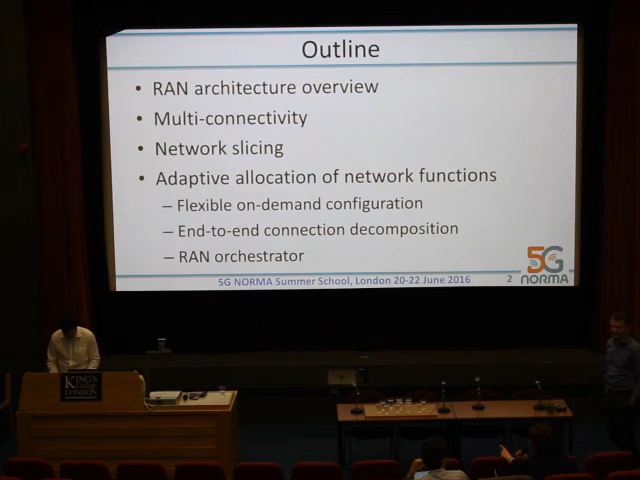 Outline
• RAN architecture overview
• Multi-connectivity
• Network slicing
• Adaptive allocation of network functions
– Flexible on-demand configuration
– End-to-end connection decomposition
– RAN orchestrator
5G NORMA Summer School, London 20-22 June 2016
2
5G
NORMA
KING'S
College
LONDON